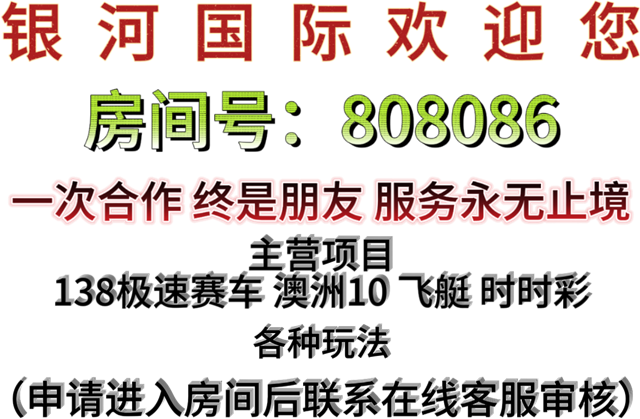 银河国际欢迎您
房间号：808086
一次合作 终是朋友 服务永无止境
主营项目
138极速赛车 澳洲10 飞艇 时时彩
各种玩法
（申请进入房间后联系在线客服审核）